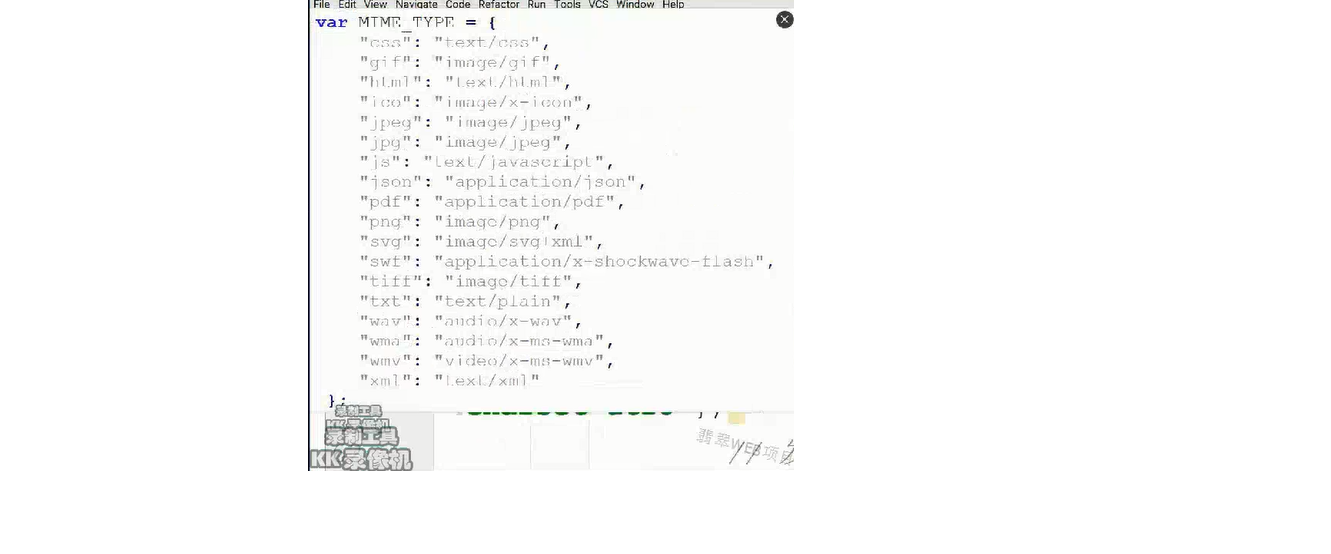 File Edit View Navigate Code Refactor Run Tools VCS Window Help
var MIME_TYPE = {
"css": "text/css",
"gif": "image/gif",
"html": "text/html",
"ico": "image/x-icon",
"jpeg": "image/jpeg",
"jpg": "image/jpeg",
"js": "text/javascript",
"json": "application/json",
"pdf": "application/pdf",
"png": "image/png",
"svg": "image/svg+xml",
"swf": "application/x-shockwave-flash",
"tiff": "image/tiff",
"txt": "text/plain",
"wav": "audio/x-wav",
"wma": "audio/x-ms-wma",
"wmv": "video/x-ms-wmv",
"xml": "text/xml"
};
录制工具
KK录像机
录制工具
KK录像机
翡翠WEB项目